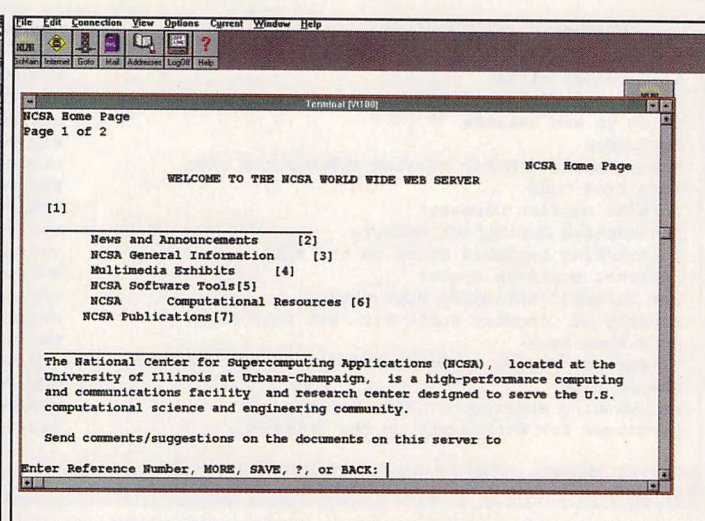 File Edit Connection View Options Current Window Help
GoMain Internet Goto Mail Addresses LogOff Help
Terminal (Vt100)
NCSA Home Page
Page 1 of 2
NCSA Home Page
WELCOME TO THE NCSA WORLD WIDE WEB SERVER
[1]
News and Announcements [2]
NCSA General Information [3]
Multimedia Exhibits [4]
NCSA Software Tools[5]
NCSA Computational Resources [6]
NCSA Publications[7]
The National Center for Supercomputing Applications (NCSA), located at the
University of Illinois at Urbana-Champaign, is a high-performance computing
and communications facility and research center designed to serve the U.S.
computational science and engineering community.
Send comments/suggestions on the documents on this server to
Enter Reference Number, MORE, SAVE, ?, or BACK: